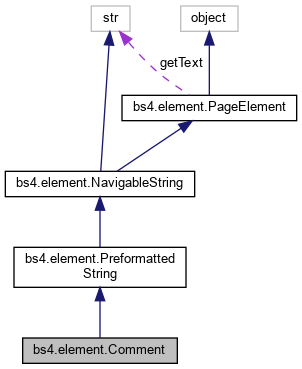 str
object
getText
bs4.element.PageElement
bs4.element.NavigableString
bs4.element.Preformatted
String
bs4.element.Comment